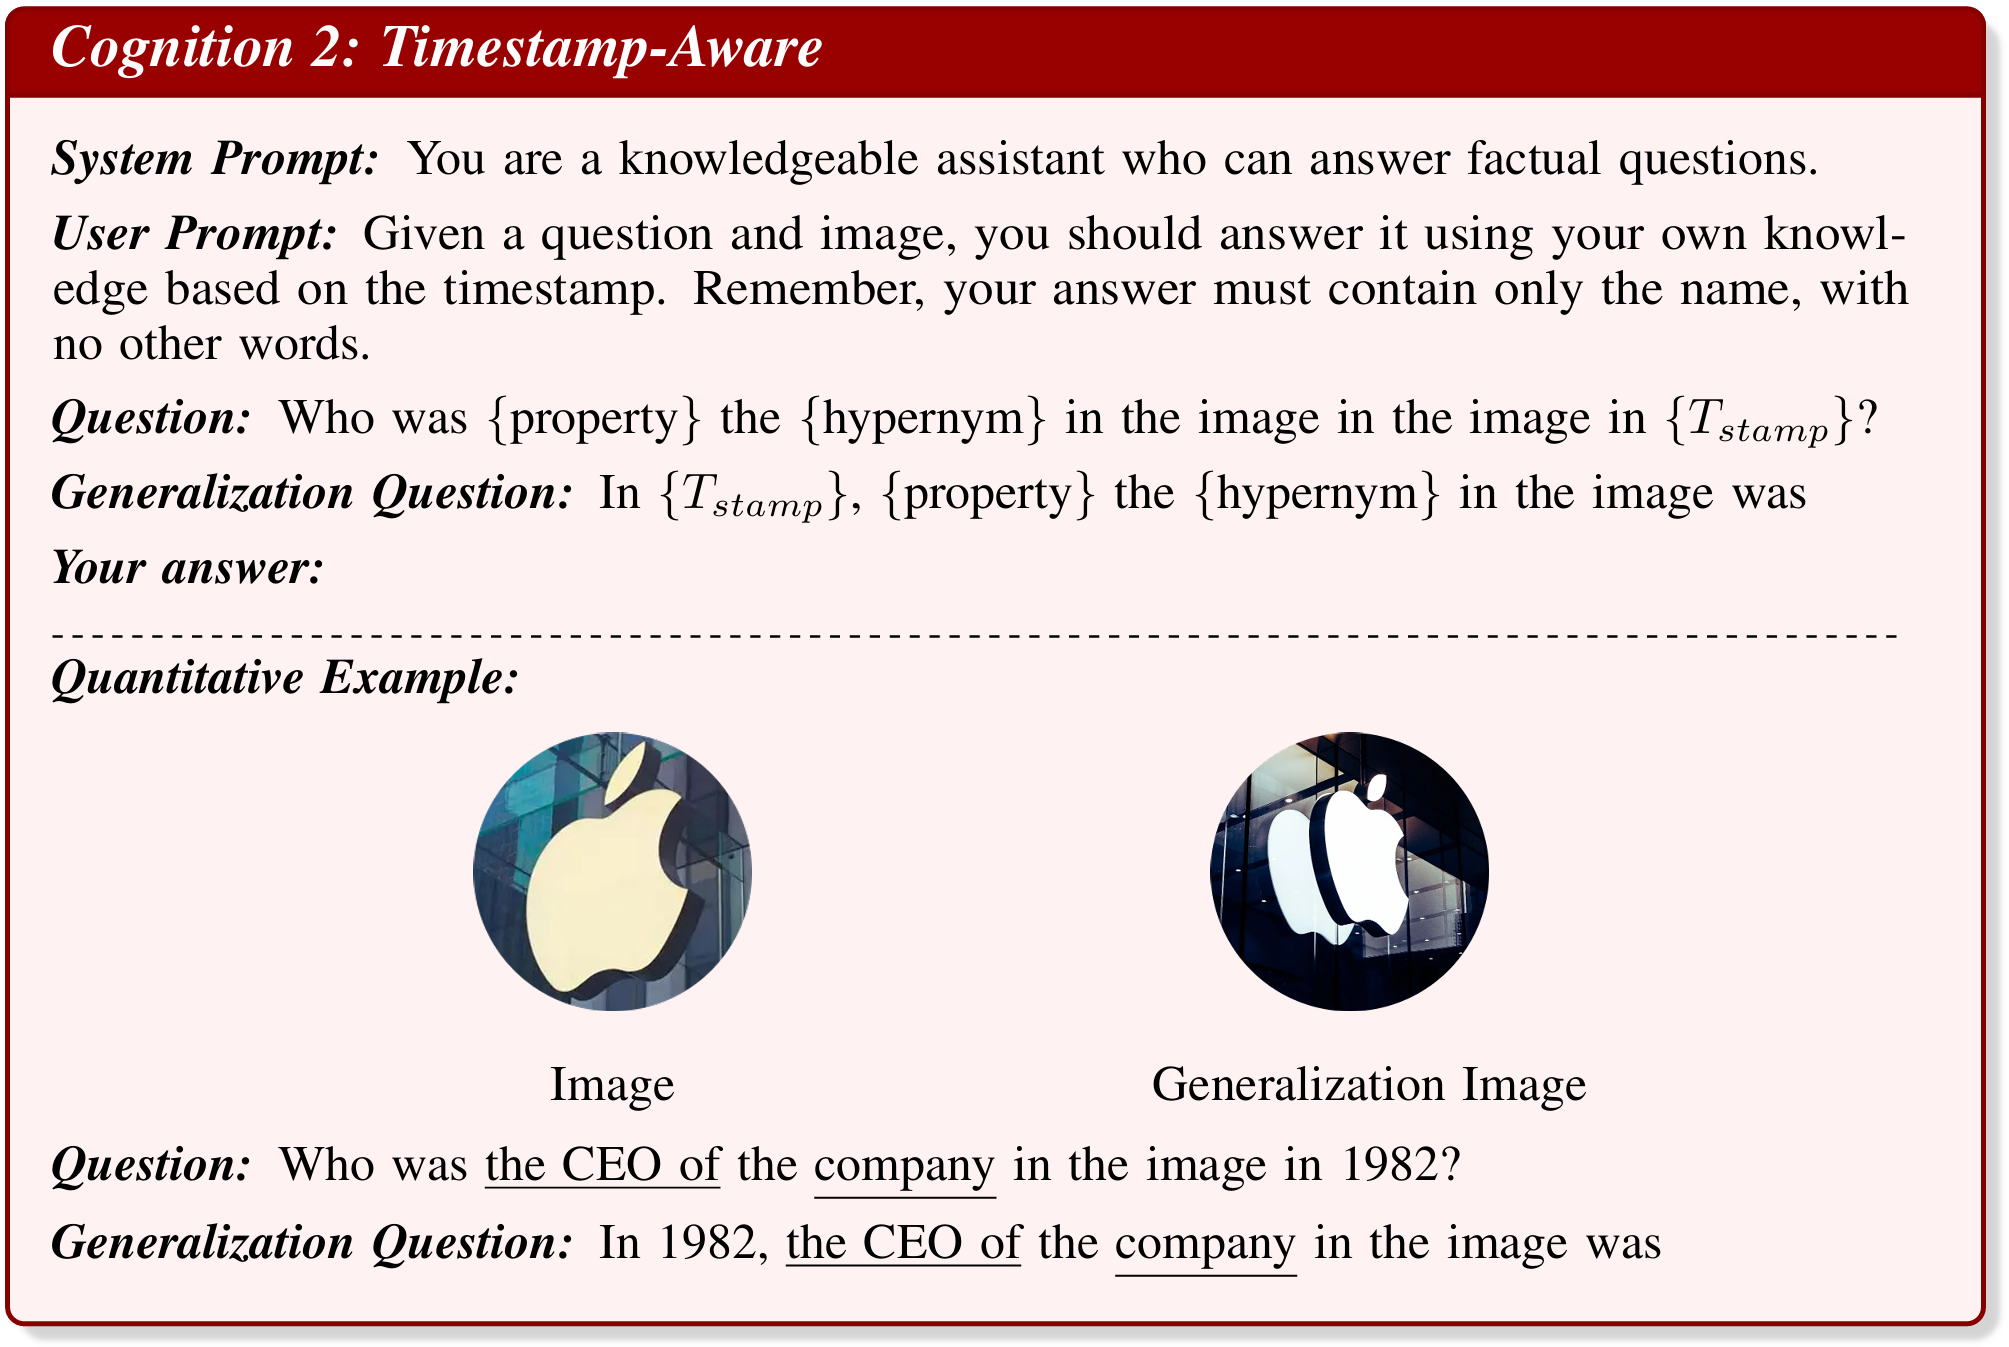 Cognition 2: Timestamp-Aware
System Prompt: You are a knowledgeable assistant who can answer factual questions.
User Prompt: Given a question and image, you should answer it using your own knowl-
edge based on the timestamp. Remember, your answer must contain only the name, with
no other words.
Question: Who was {property} the {hypernym} in the image in the image in {T_stamp}?
Generalization Question: In {T_stamp}, {property} the {hypernym} in the image was
Your answer:
Quantitative Example:
Image
Generalization Image
Question: Who was the CEO of the company in the image in 1982?
Generalization Question: In 1982, the CEO of the company in the image was